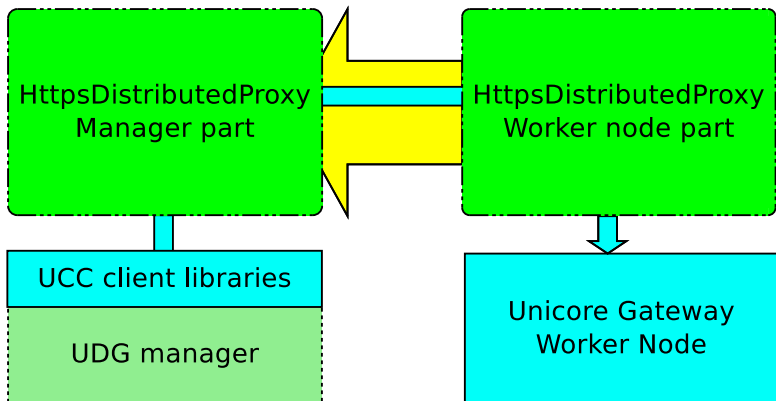 HttpsDistributedProxy
Manager part
HttpsDistributedProxy
Worker node part
UCC client libraries
UDG manager
Unicore Gateway
Worker Node